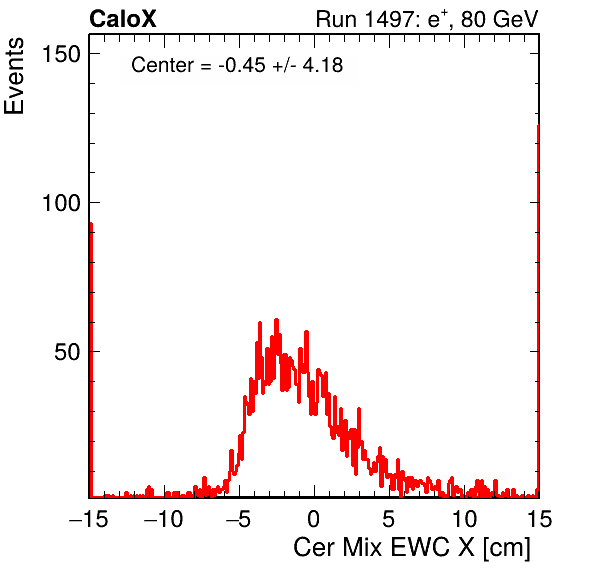 CaloX Run 1497: e+, 80 GeV
Events
Center = -0.45 +/- 4.18
150
100
50
−15 −10 −5 0 5 10 15
Cer Mix EWC X [cm]